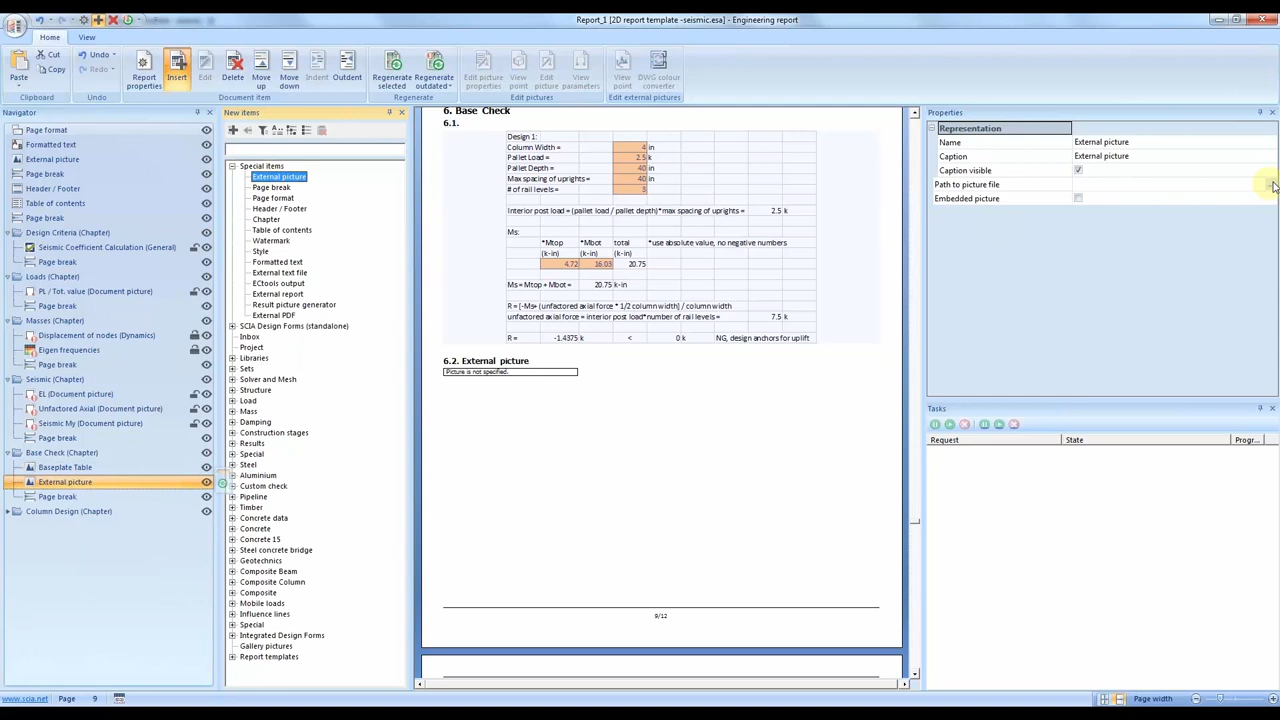 Report_1 [2D report template -seismic.esa] - Engineering report
Home
View
Paste
Cut
Copy
Clipboard
Undo
Redo
Undo
Report properties
Insert
Edit
Delete
Move up
Move down
Indent
Outdent
Document item
Regenerate selected
Regenerate outdated
Regenerate
Edit picture properties
View point
Edit picture
View parameters
Edit pictures
View point
DWG colour converter
Edit external pictures
Navigator
Page format
Formatted text
External picture
Page break
Header / Footer
Table of contents
Page break
Design Criteria (Chapter)
Seismic Coefficient Calculation (General)
Page break
Loads (Chapter)
PL / Tot. value (Document picture)
Page break
Masses (Chapter)
Displacement of nodes (Dynamics)
Eigen frequencies
Page break
Seismic (Chapter)
EL (Document picture)
Unfactored Axial (Document picture)
Seismic My (Document picture)
Page break
Base Check (Chapter)
Baseplate Table
External picture
Page break
Column Design (Chapter)
New items
Special items
External picture
Page break
Page format
Header / Footer
Chapter
Table of contents
Watermark
Style
Formatted text
External text file
ECtools output
External report
Result picture generator
External PDF
SCIA Design Forms (standalone)
Inbox
Project
Libraries
Sets
Solver and Mesh
Structure
Load
Mass
Damping
Construction stages
Results
Special
Steel
Aluminium
Custom check
Pipeline
Timber
Concrete data
Concrete
Concrete 15
Steel concrete bridge
Geotechnics
Composite Beam
Composite Column
Composite
Mobile loads
Influence lines
Special
Integrated Design Forms
Gallery pictures
Report templates
6. Base Check
6.1.
Design 1:
Column Width = 4 in
Pallet Load = 2.5 k
Pallet Depth = 40 in
Max spacing of uprights = 40 in
# of rail levels = 3
Interior post load = (pallet load / pallet depth)*max spacing of uprights = 2.5 k
Ms:
*Mtop *Mbot total *use absolute value, no negative numbers
(k-in) (k-in) (k-in)
4.72 16.03 20.75
Ms = Mtop + Mbot = 20.75 k-in
R = [-Ms+ (unfactored axial force * 1/2 column width)] / column width
unfactored axial force = interior post load*number of rail levels = 7.5 k
R = -1.4375 k < 0 k NG, design anchors for uplift
6.2. External picture
Picture is not specified.
9/12
Properties
Representation
Name External picture
Caption External picture
Caption visible
Path to picture file
Embedded picture
Tasks
Request State Progr...
www.scia.net Page 9
Page width